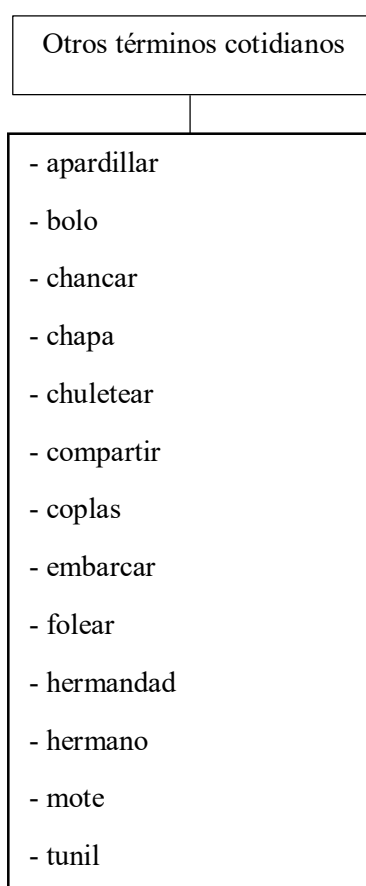 Otros términos cotidianos
- apardillar
- bolo
- chancar
- chapa
- chuletear
- compartir
- coplas
- embarcar
- folear
- hermandad
- hermano
- mote
- tunil